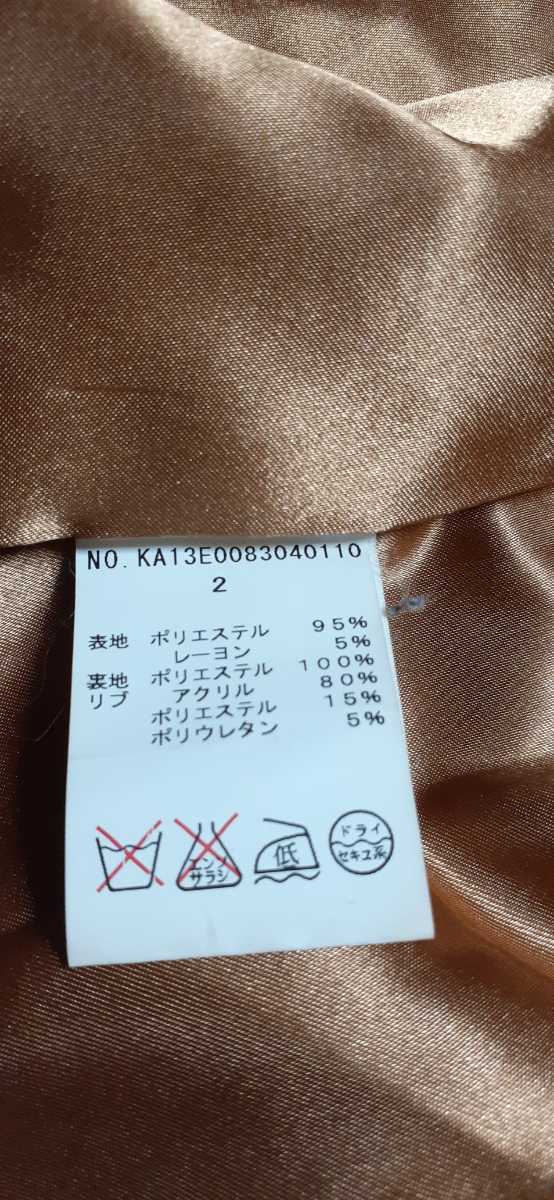 NO. KA13E0083040110
2
表地 ポリエステル 95%
レーヨン 5%
裏地 ポリエステル 100%
リブ アクリル 80%
ポリエステル 15%
ポリウレタン 5%
エンソ
サラシ
低
ドライ
セキユ系